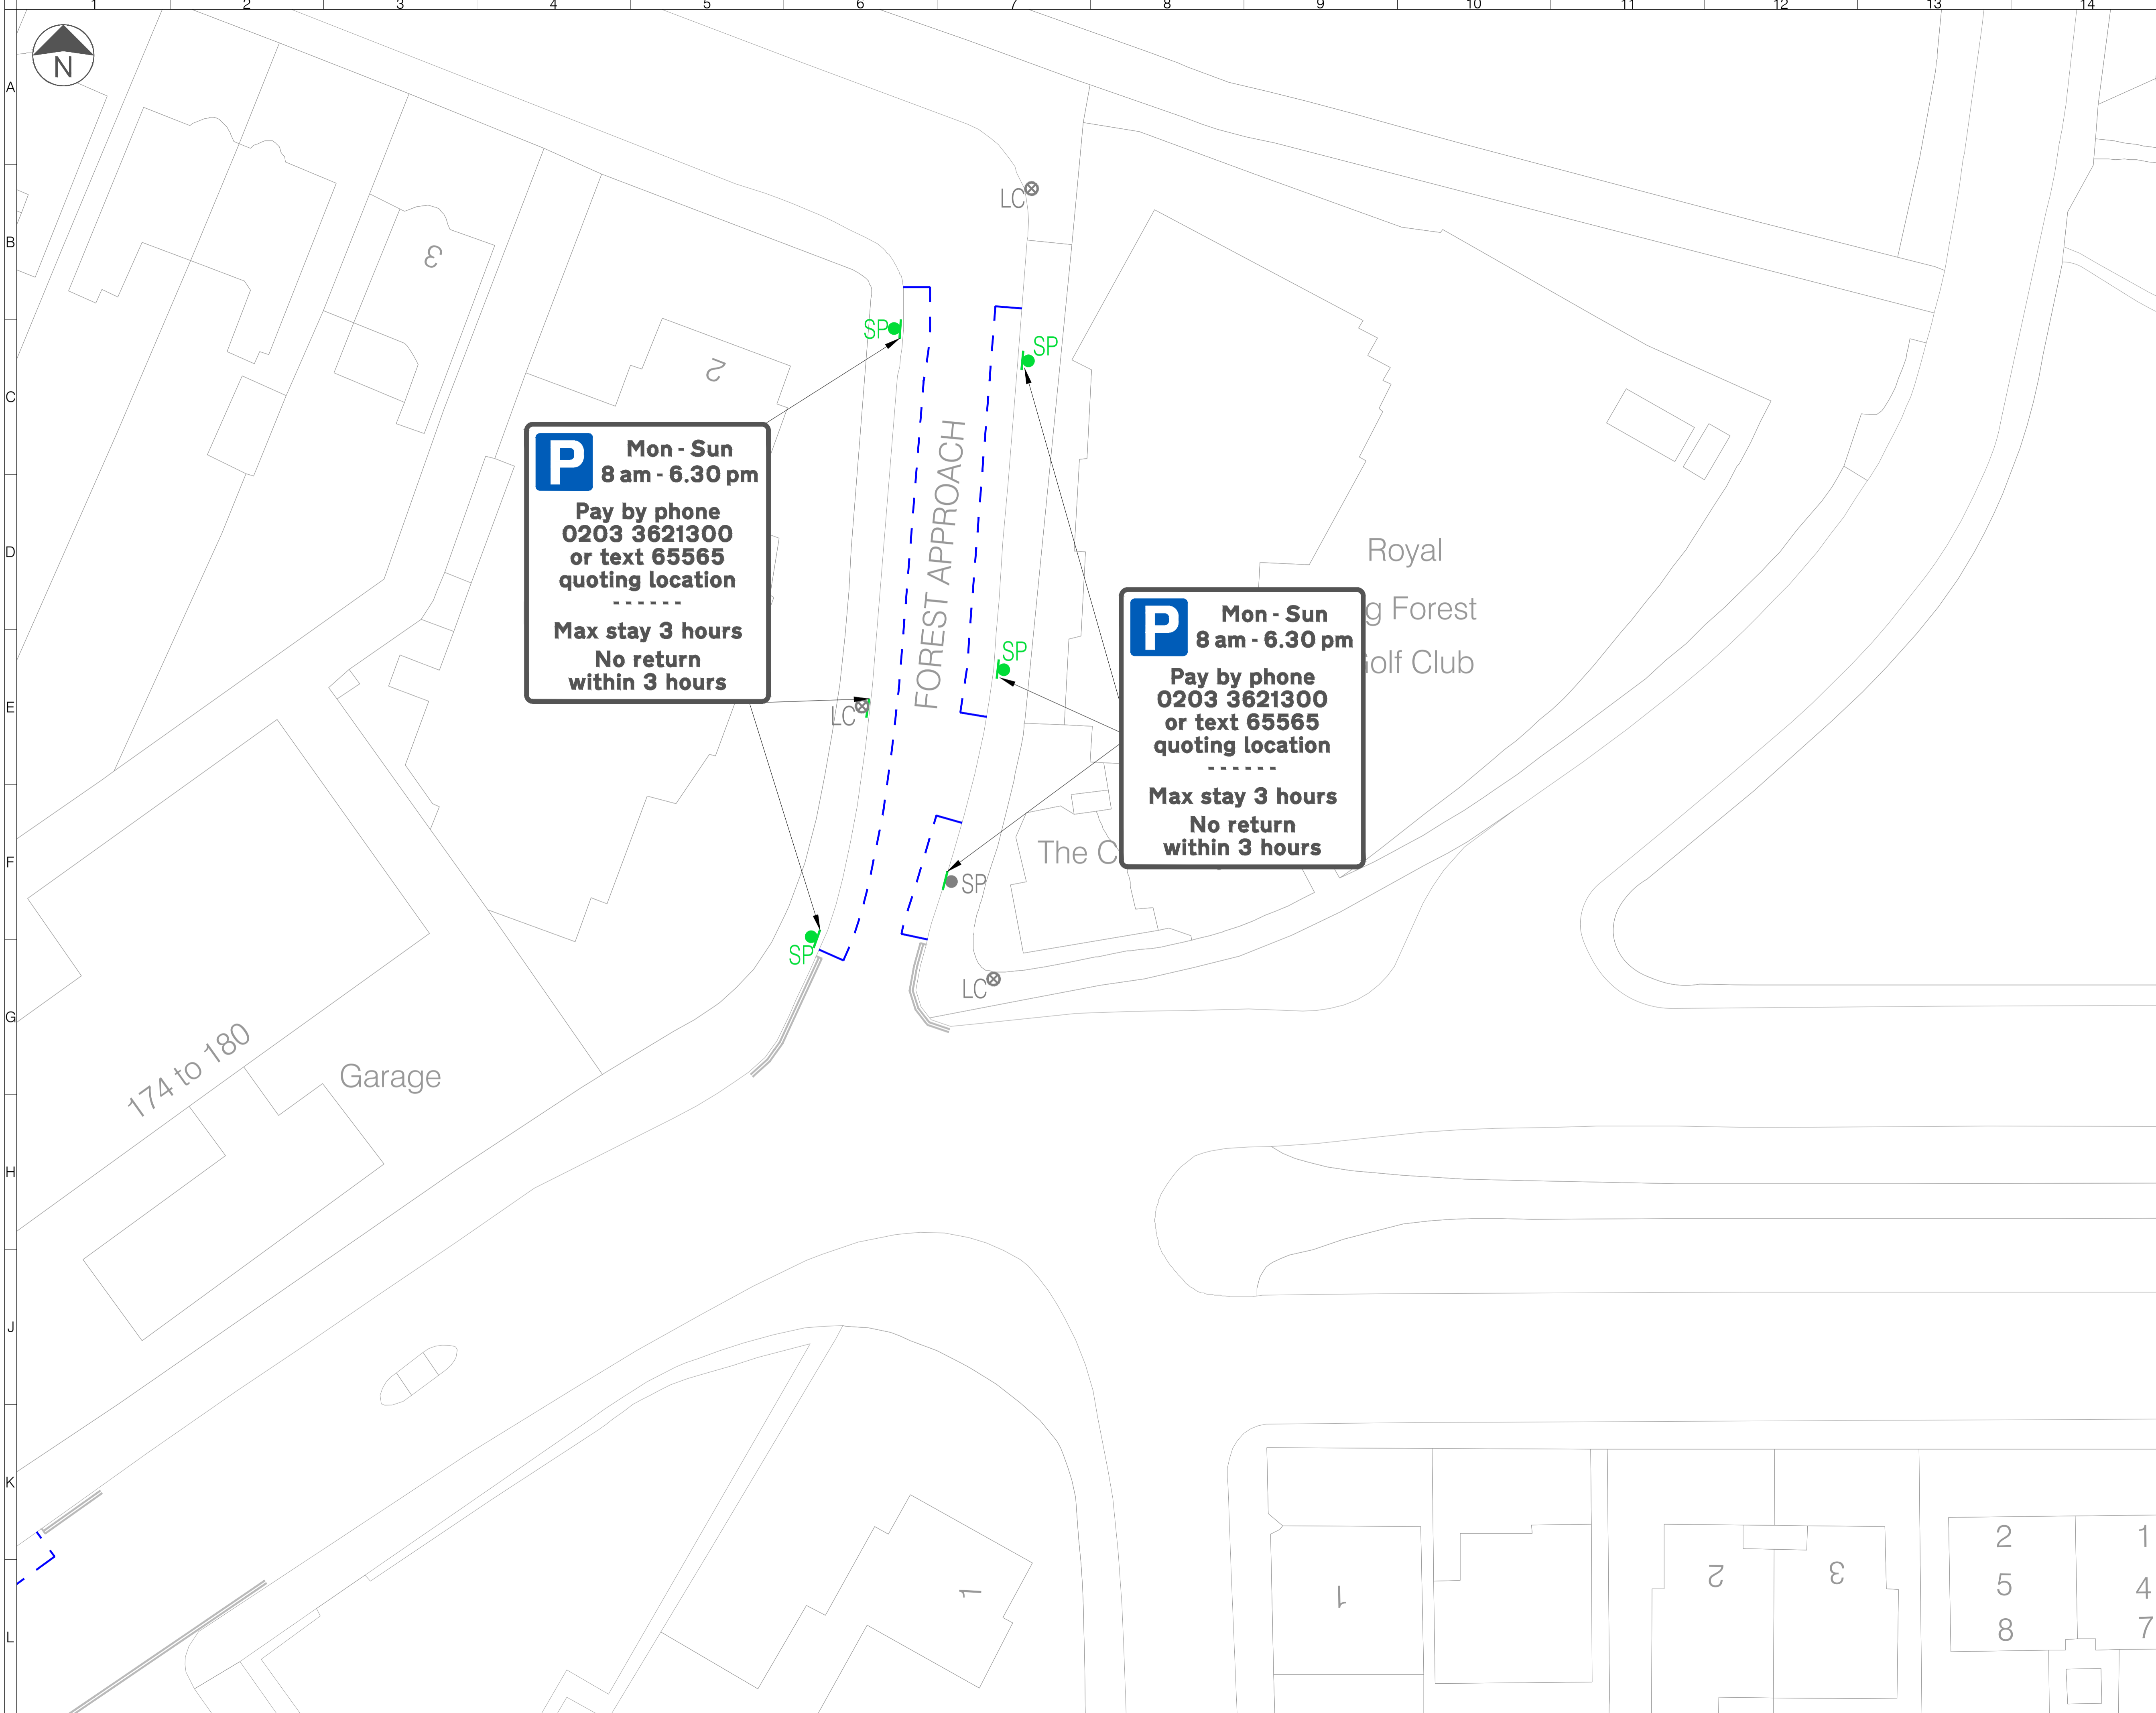 1 2 3 4 5 6 7 8 9 10 11 12 13 14
A
B
C
D
E
F
G
H
J
K
L
N
LC
3
SP
SP
2
FOREST APPROACH
P Mon - Sun
8 am - 6.30 pm
Pay by phone
0203 3621300
or text 65565
quoting location
- - - - - -
Max stay 3 hours
No return
within 3 hours
Royal
g Forest
olf Club
P Mon - Sun
8 am - 6.30 pm
Pay by phone
0203 3621300
or text 65565
quoting location
- - - - - -
Max stay 3 hours
No return
within 3 hours
SP
LC
The C
SP
SP
LC
174 to 180
Garage
1
1
2
3
2 1
5 4
8 7